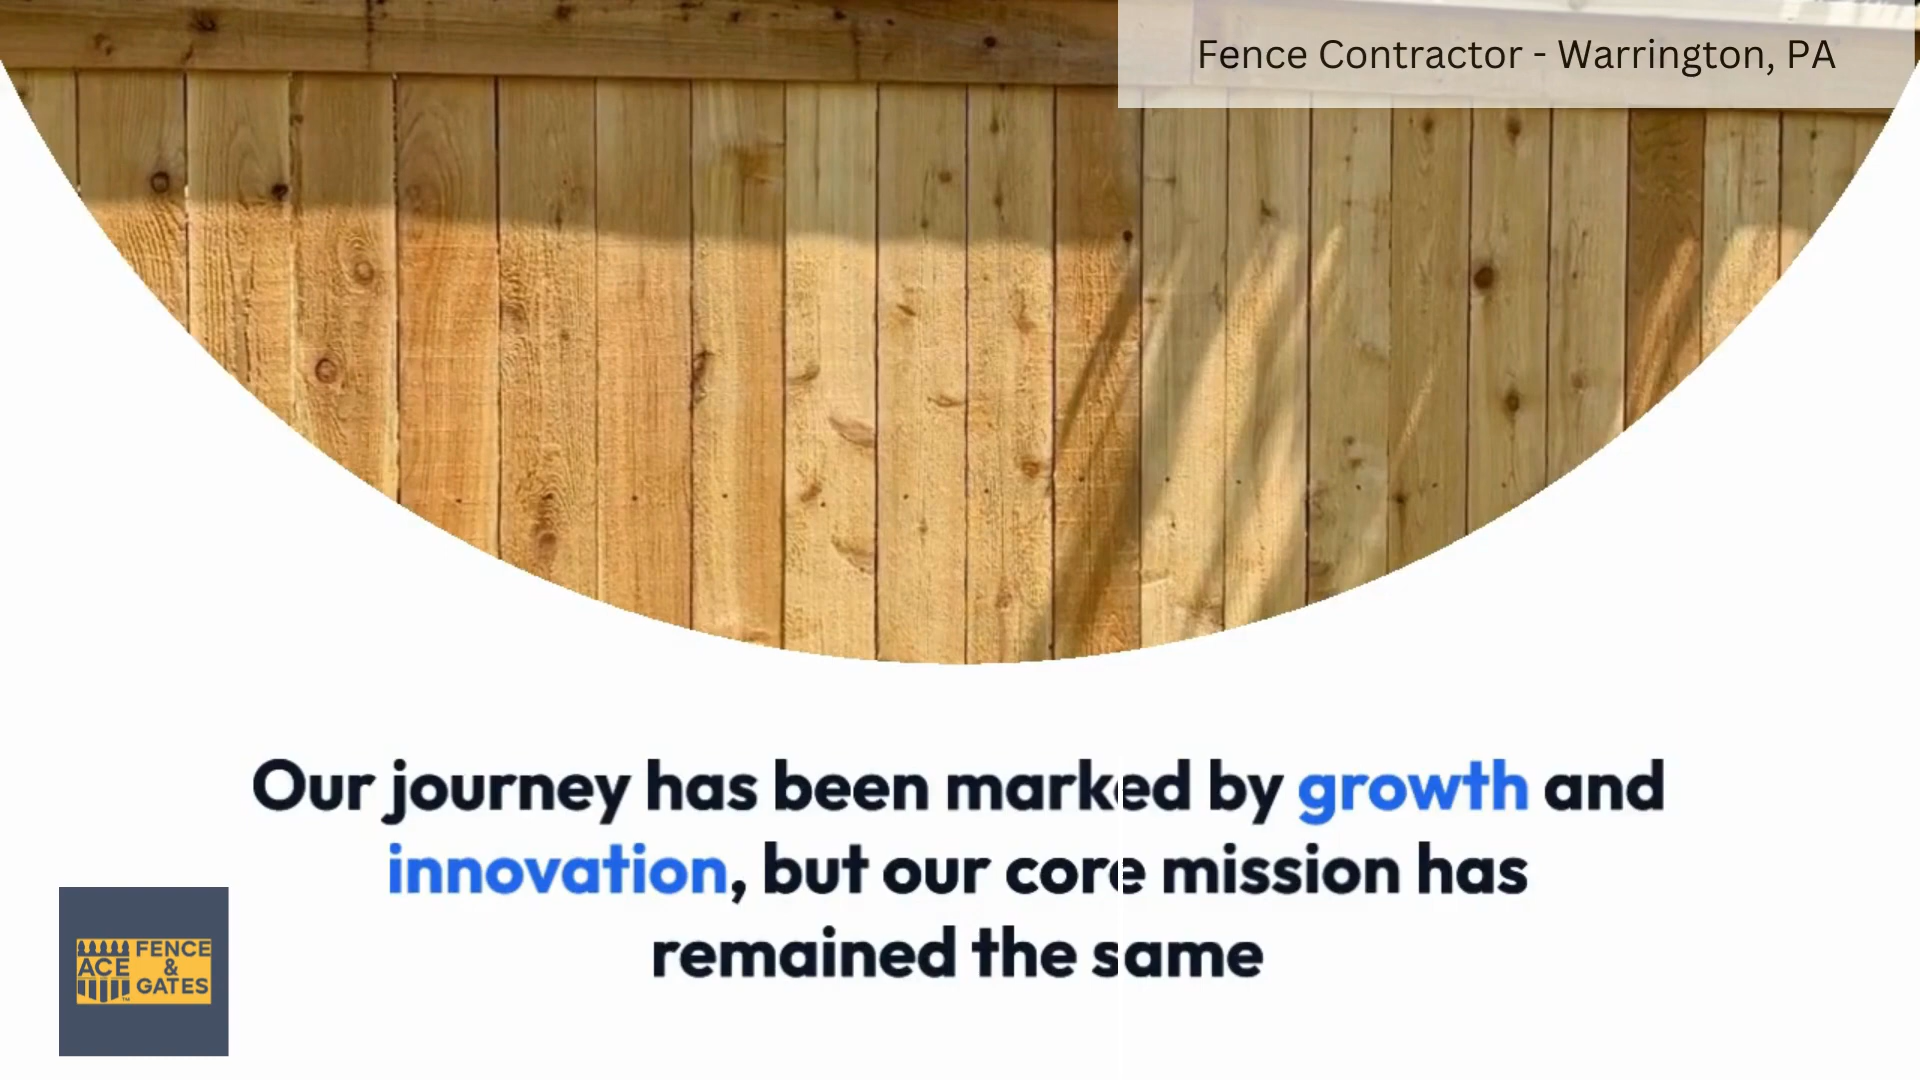 Fence Contractor - Warrington, PA
Our journey has been marked by growth and
innovation, but our core mission has
remained the same
ACE
FENCE
&
GATES
™